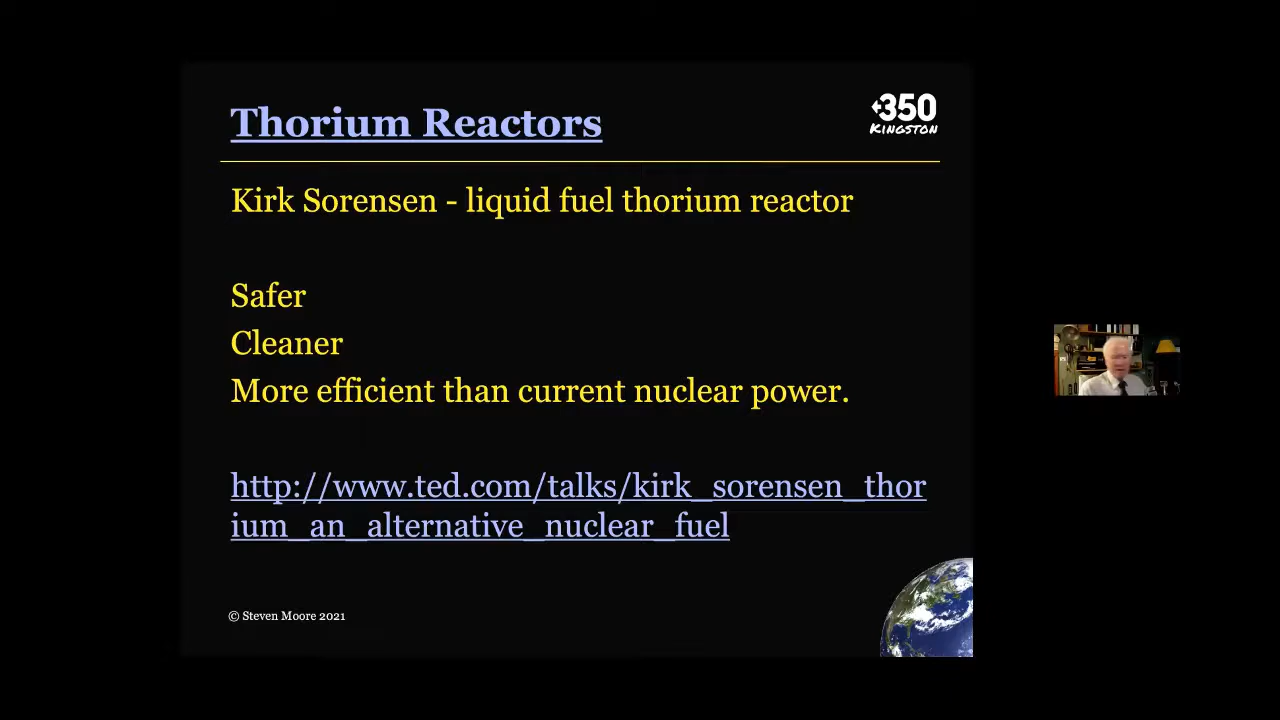 Thorium Reactors
350
KINGSTON
Kirk Sorensen - liquid fuel thorium reactor
Safer
Cleaner
More efficient than current nuclear power.
http://www.ted.com/talks/kirk_sorensen_thor
ium_an_alternative_nuclear_fuel
© Steven Moore 2021